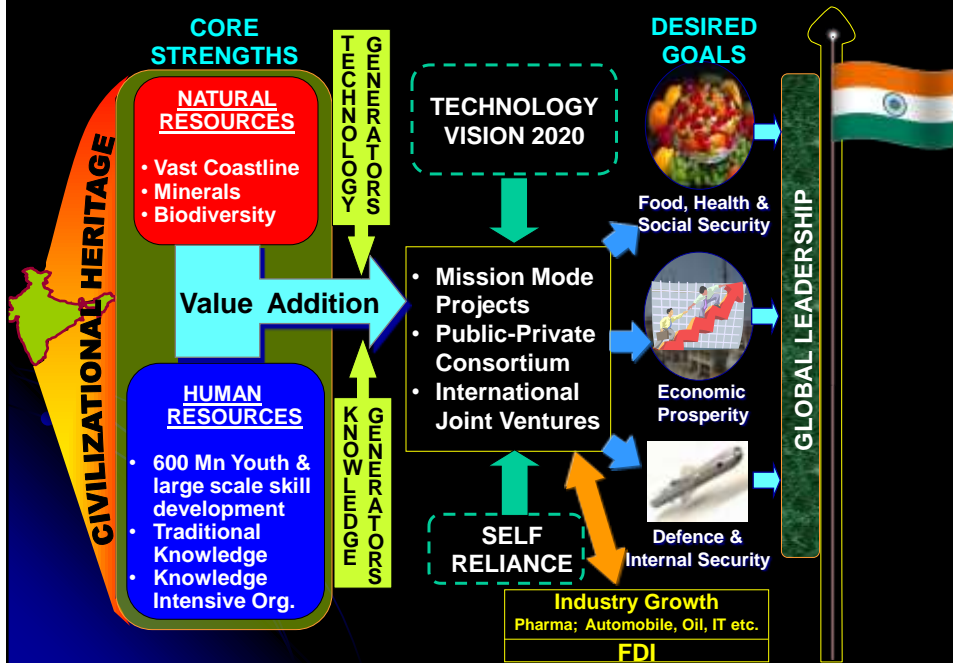 CORE
STRENGTHS
CIVILIZATIONAL HERITAGE
NATURAL
RESOURCES
• Vast Coastline
• Minerals
• Biodiversity
Value Addition
HUMAN
RESOURCES
• 600 Mn Youth &
large scale skill
development
• Traditional
Knowledge
• Knowledge
Intensive Org.
TECHNOLOGY
GENERATORS
KNOWLEDGE
GENERATORS
TECHNOLOGY
VISION 2020
• Mission Mode
Projects
• Public-Private
Consortium
• International
Joint Ventures
SELF
RELIANCE
DESIRED
GOALS
Food, Health &
Social Security
Economic
Prosperity
Defence &
Internal Security
Industry Growth
Pharma; Automobile, Oil, IT etc.
FDI
GLOBAL LEADERSHIP